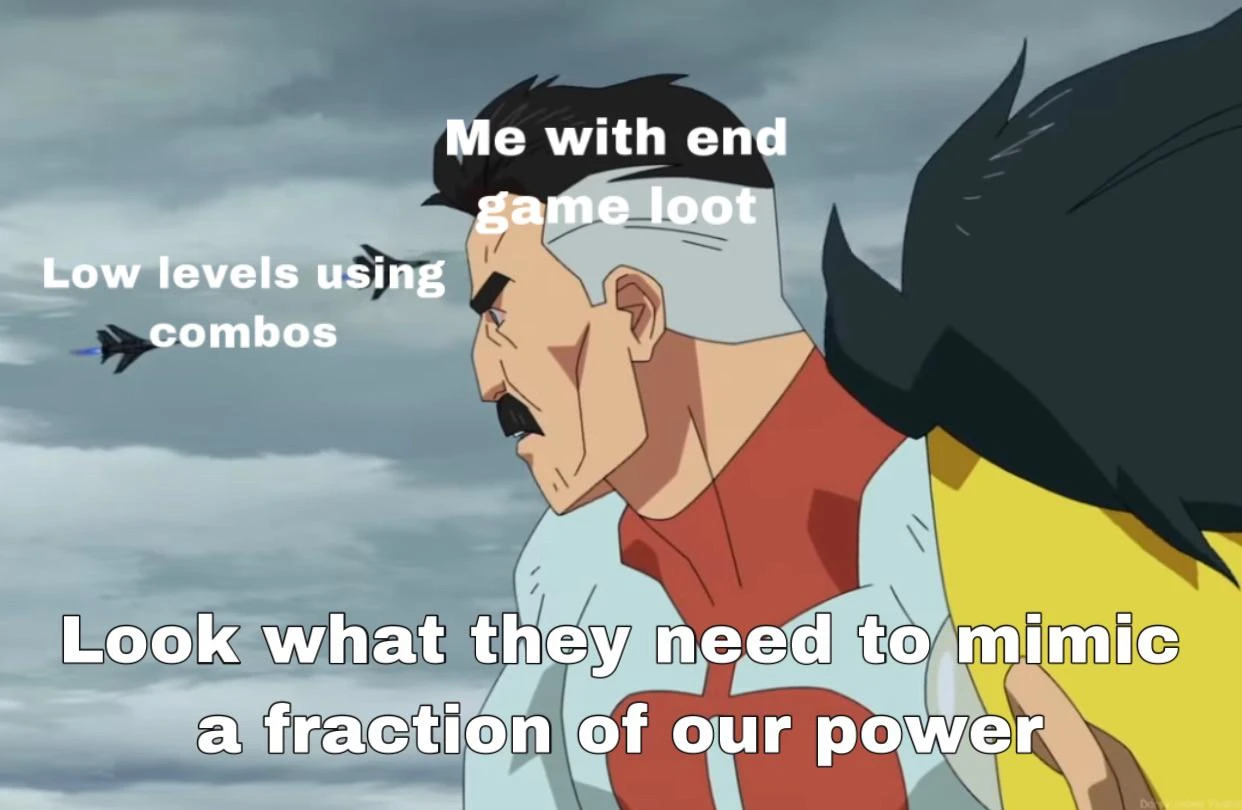 Me with end
game loot
Low levels using
combos
Look what they need to mimic
a fraction of our power